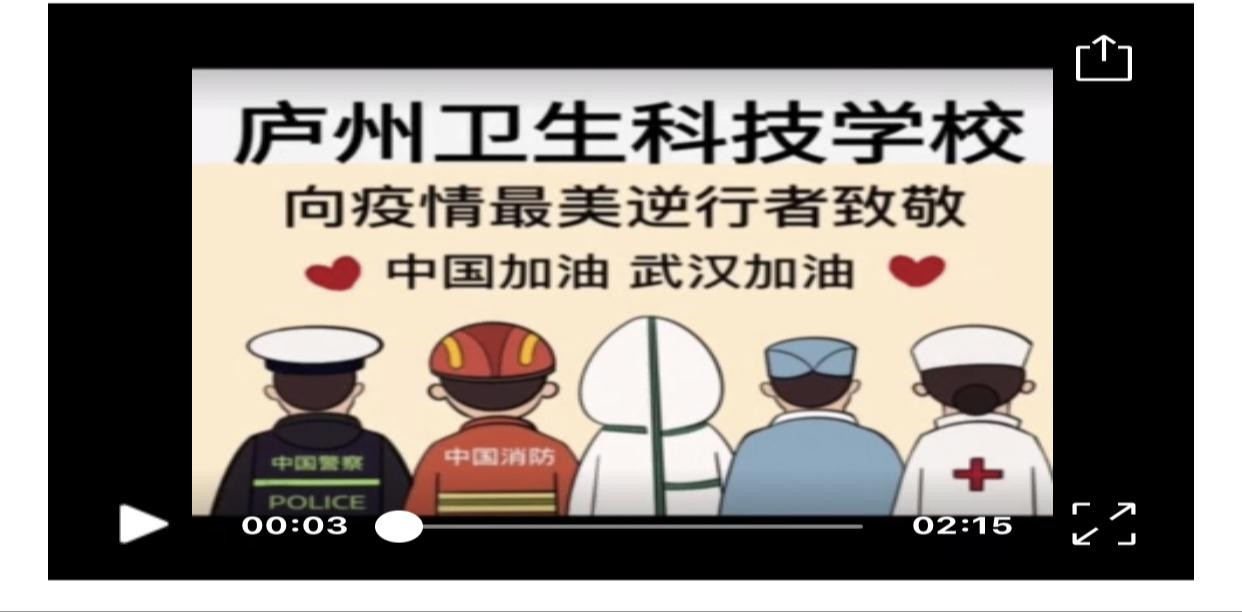 庐州卫生科技学校
向疫情最美逆行者致敬
中国加油 武汉加油
中国警察
POLICE
中国消防
00:03
02:15